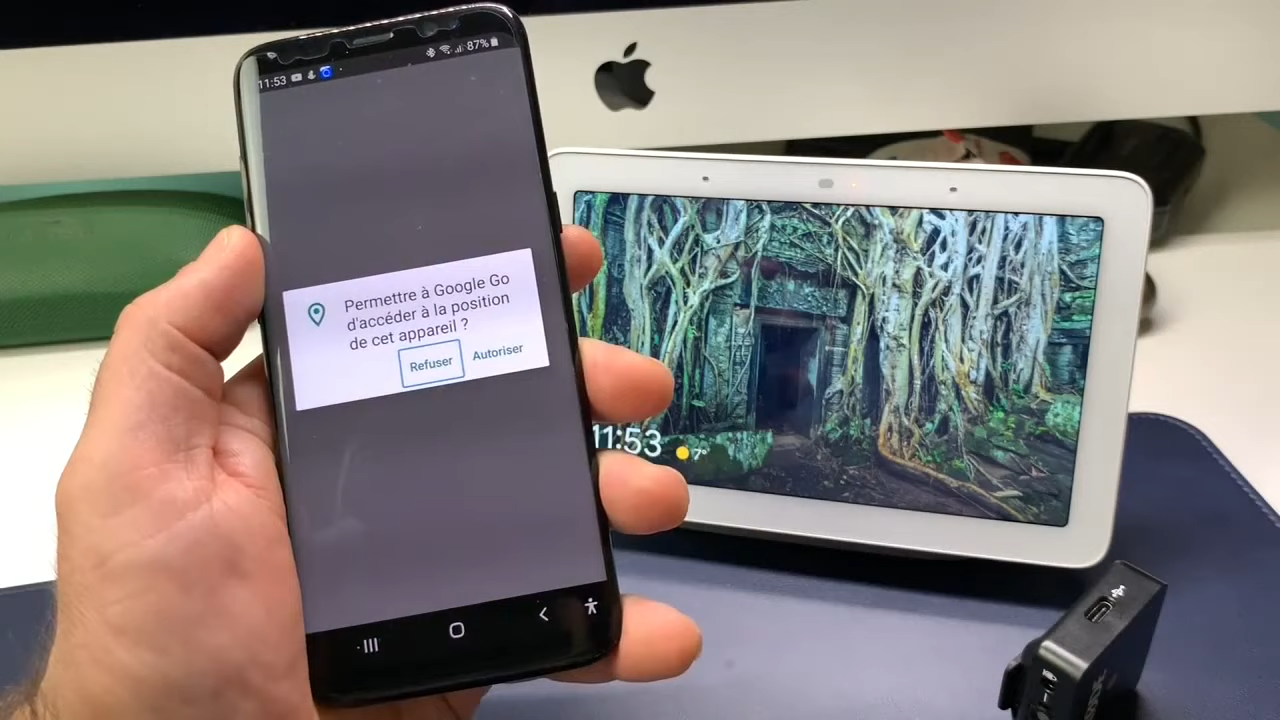 11:53
87%
Permettre à Google Go
d'accéder à la position
de cet appareil ?
Refuser
Autoriser
11:53
7°